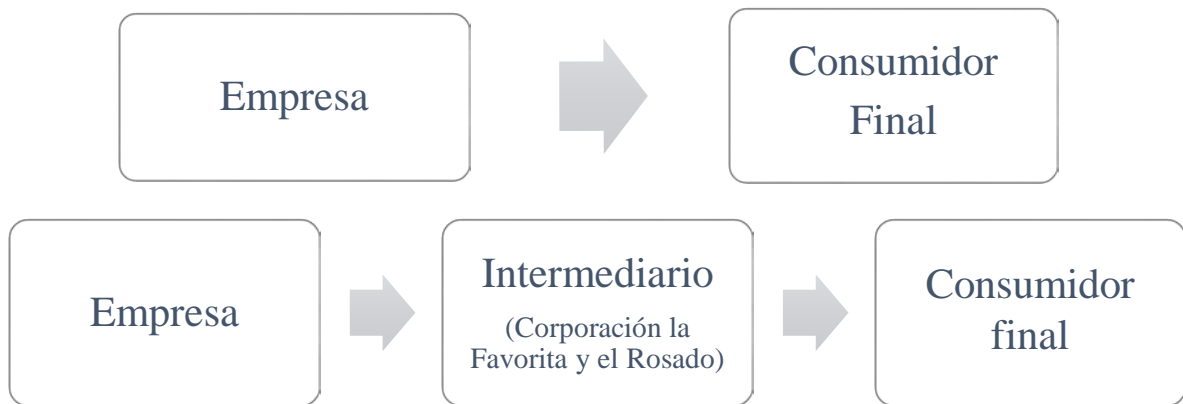 Empresa
Consumidor
Final
Empresa
Intermediario
(Corporación la
Favorita y el Rosado)
Consumidor
final